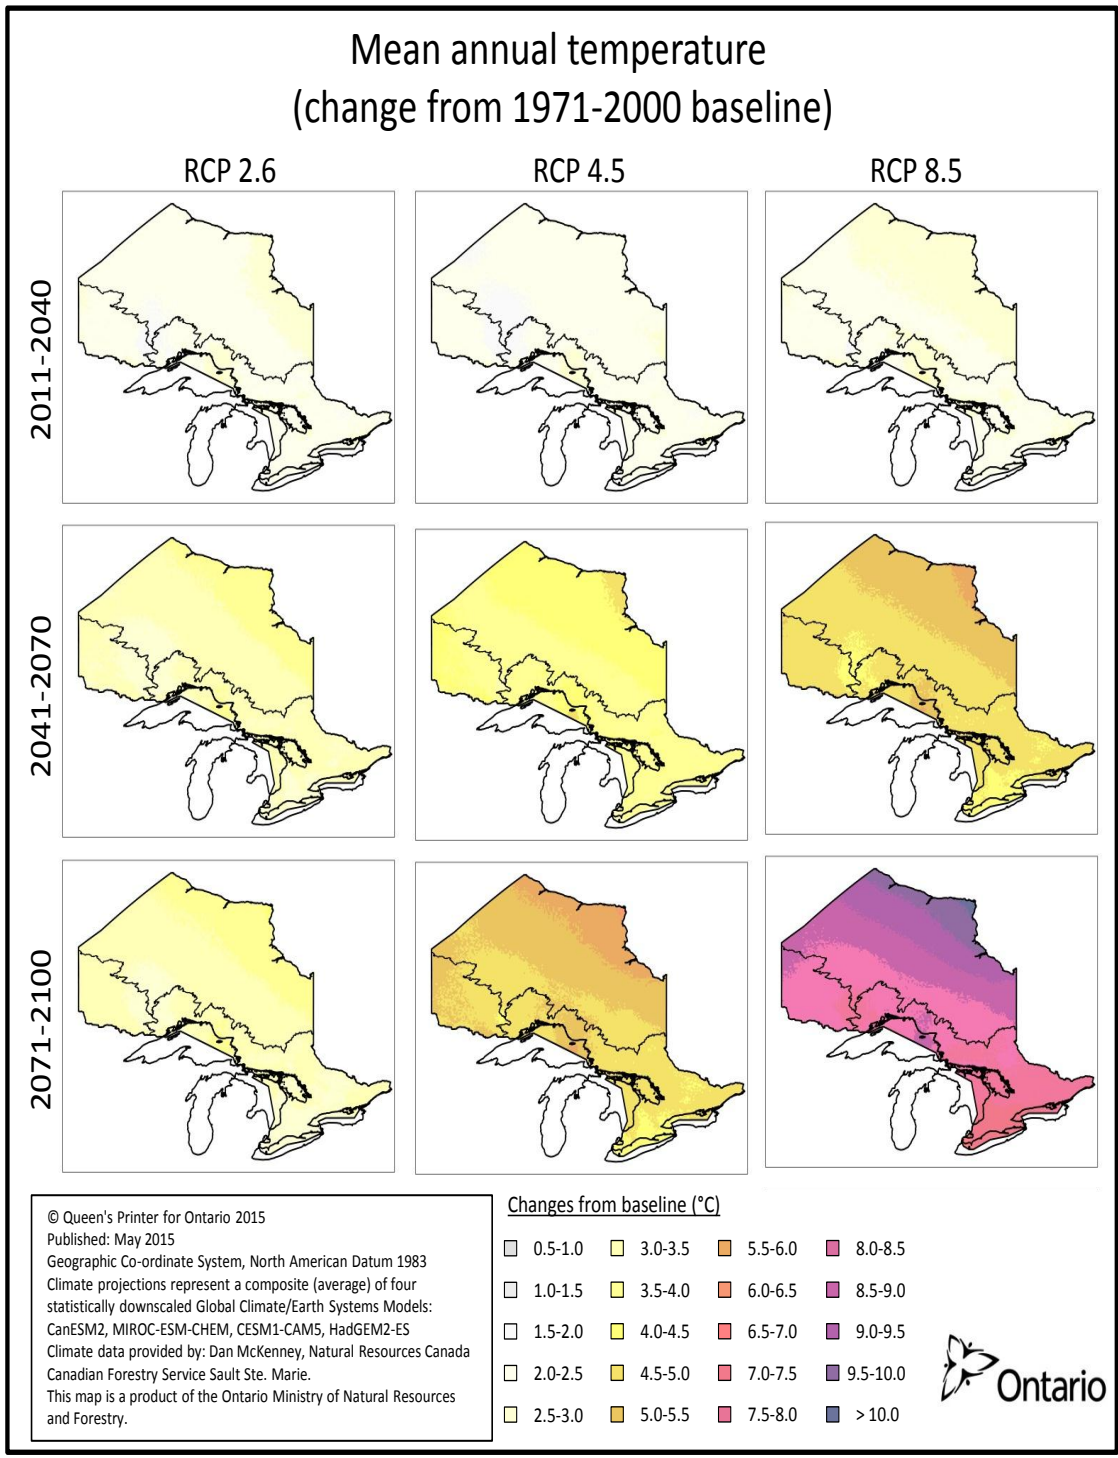 Mean annual temperature
(change from 1971-2000 baseline)
RCP 2.6
RCP 4.5
RCP 8.5
2011-2040
2041-2070
2071-2100
© Queen's Printer for Ontario 2015
Published: May 2015
Geographic Co-ordinate System, North American Datum 1983
Climate projections represent a composite (average) of four
statistically downscaled Global Climate/Earth Systems Models:
CanESM2, MIROC-ESM-CHEM, CESM1-CAM5, HadGEM2-ES
Climate data provided by: Dan McKenney, Natural Resources Canada
Canadian Forestry Service Sault Ste. Marie.
This map is a product of the Ontario Ministry of Natural Resources
and Forestry.
Changes from baseline (°C)
0.5-1.0
1.0-1.5
1.5-2.0
2.0-2.5
2.5-3.0
3.0-3.5
3.5-4.0
4.0-4.5
4.5-5.0
5.0-5.5
5.5-6.0
6.0-6.5
6.5-7.0
7.0-7.5
7.5-8.0
8.0-8.5
8.5-9.0
9.0-9.5
9.5-10.0
> 10.0
Ontario